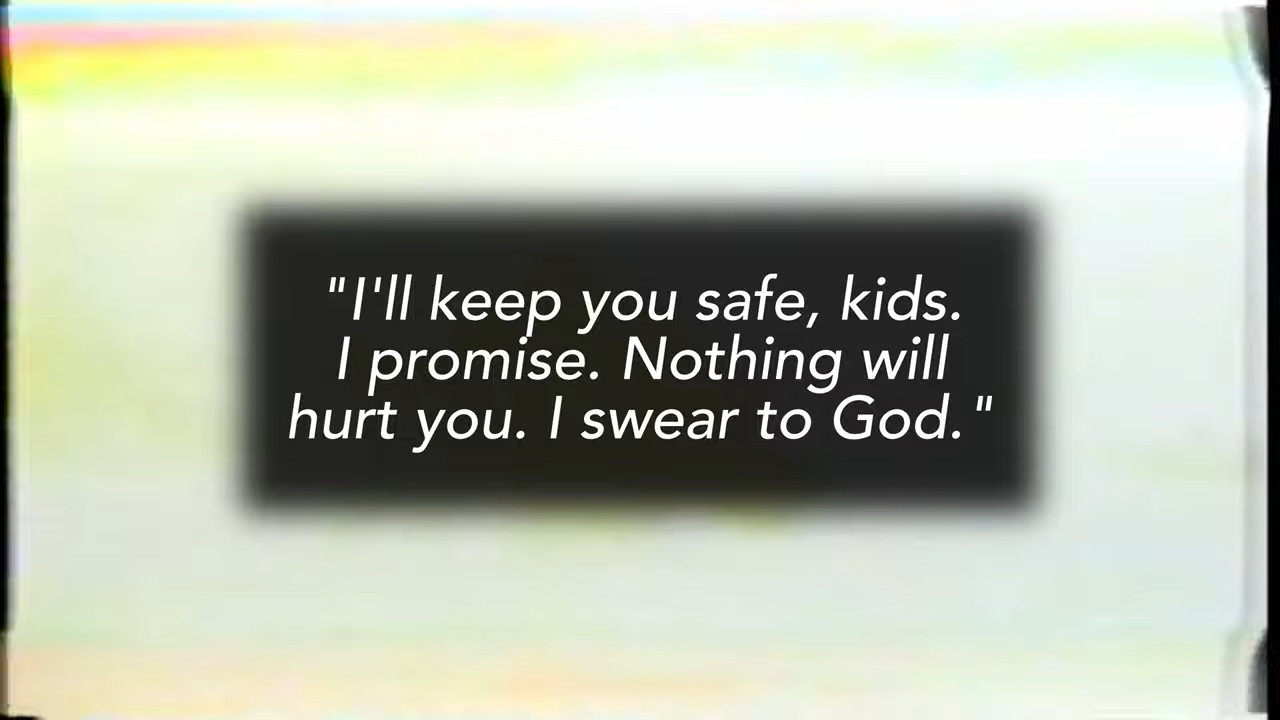 "I'll keep you safe, kids.
I promise. Nothing will
hurt you. I swear to God."